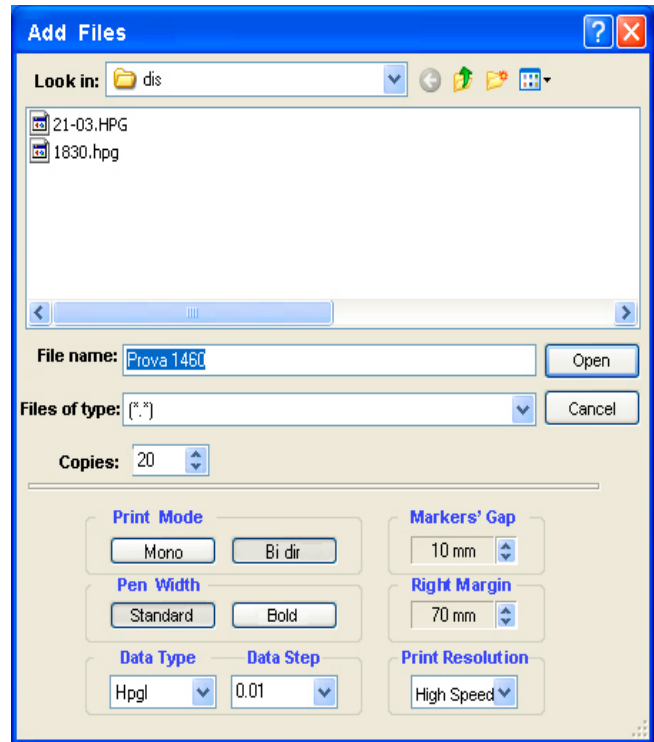 Add Files
Look in: dis
21-03.HPG
1830.hpg
File name: Prova 1460 Open
Files of type: (*.*) Cancel
Copies: 20
Print Mode Markers' Gap
Mono Bi dir 10 mm
Pen Width Right Margin
Standard Bold 70 mm
Data Type Data Step Print Resolution
Hpgl 0.01 High Speed